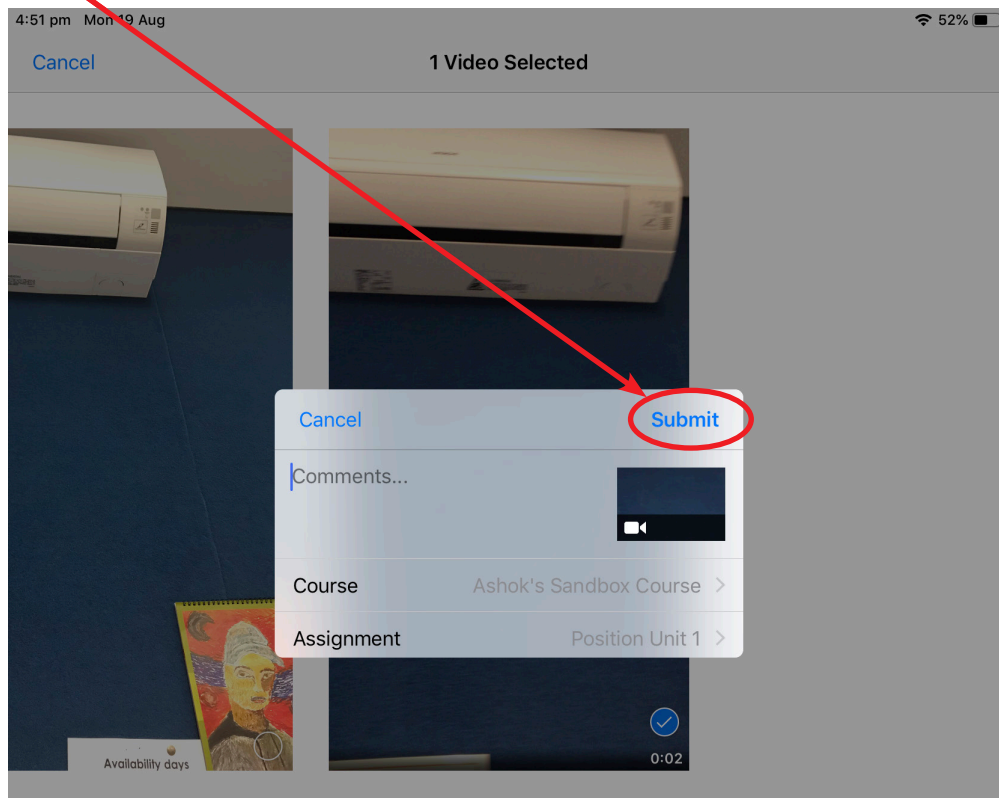 4:51 pm Mon 19 Aug 52%
Cancel 1 Video Selected
Cancel Submit
Comments...
Course Ashok's Sandbox Course
Assignment Position Unit 1
0:02
Availability days